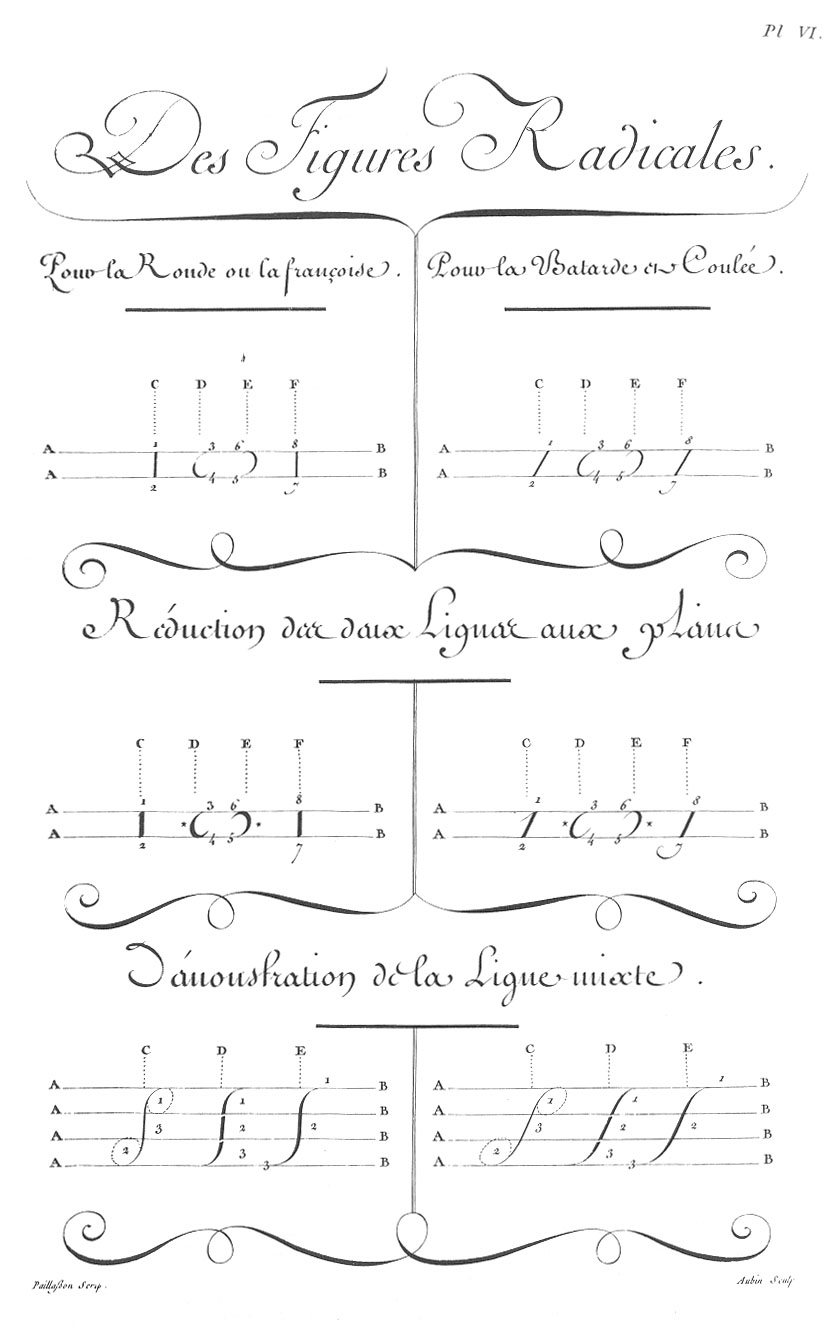 Pl VI.
Des Figures Radicales.
Pour la Ronde ou la françoise.
Pour la Batarde et Coulée.
C D E F
A 1 3 6 8 B
A 2 4 5 7 B
C D E F
A 1 3 6 8 B
A 2 4 5 7 B
Réduction des deux Lignes aux pleins
C D E F
A 1 3 6 8 B
A * 2 4 5 * 7 B
C D E F
A 1 3 6 8 B
A * 2 4 5 * 7 B
Démonstration de la Ligne mixte.
C D E
A 1 B
A 1 1 B
A 3 2 2 B
A 2 3 3 B
C D E
A 1 B
A 1 1 B
A 3 2 2 B
A 2 3 3 B
Paillasson Scrip.
Aubin Sculp